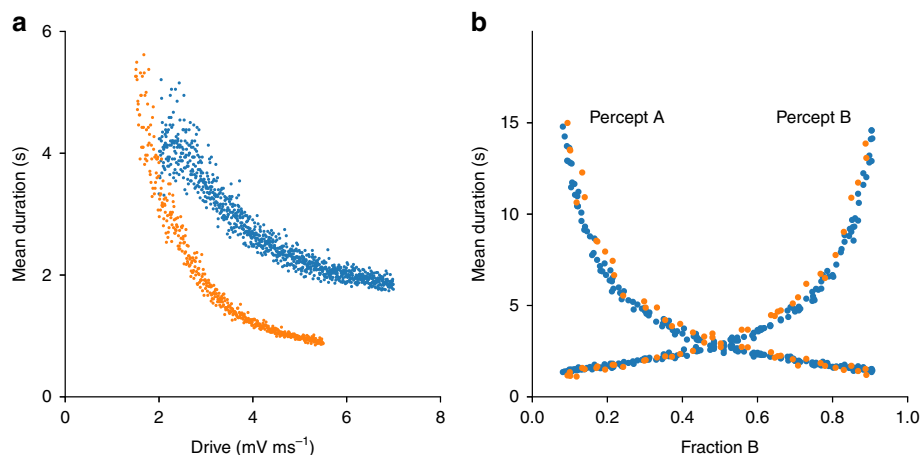 a
Mean duration (s)
6
4
2
0
0
2
4
6
8
Drive (mV ms⁻¹)
b
Mean duration (s)
Percept A
Percept B
15
10
5
0
0.0
0.2
0.4
0.6
0.8
1.0
Fraction B